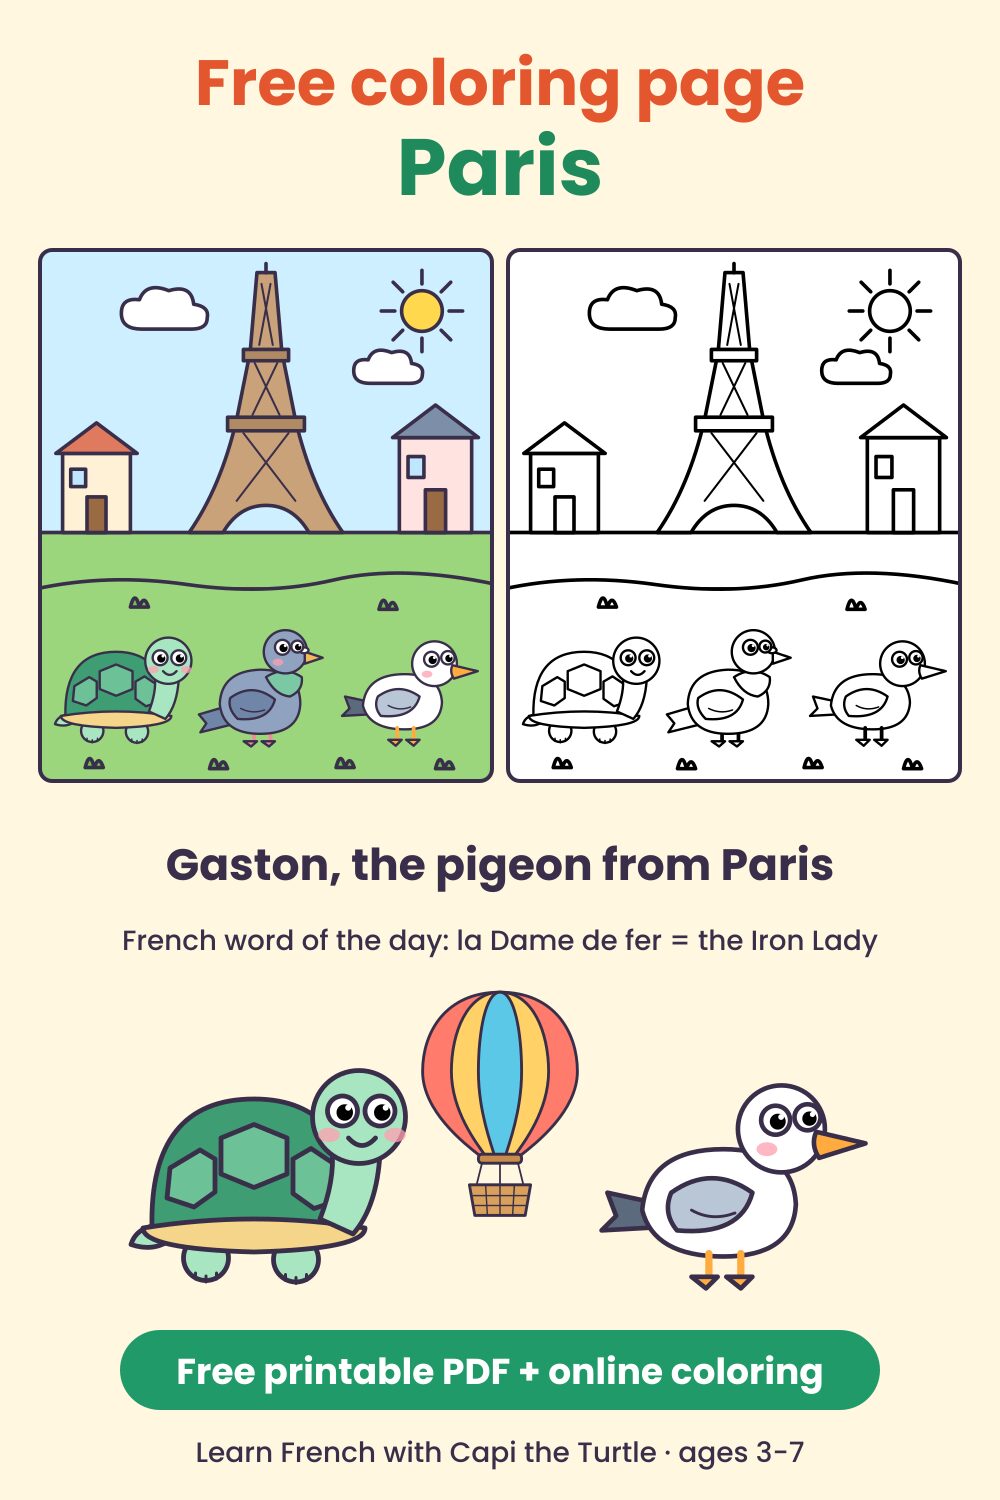 Free coloring page
Paris
Gaston, the pigeon from Paris
French word of the day: la Dame de fer = the Iron Lady
Free printable PDF + online coloring
Learn French with Capi the Turtle · ages 3-7